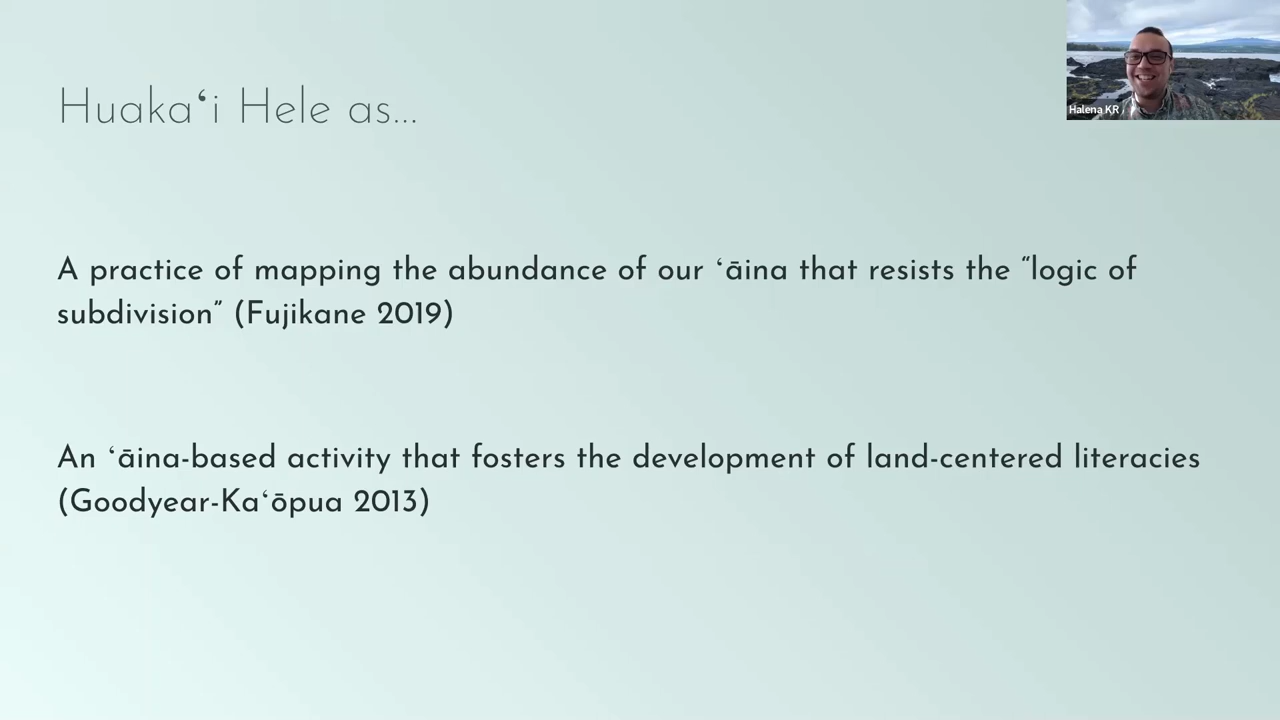 Huakaʻi Hele as...
Halena KR
A practice of mapping the abundance of our ʻāina that resists the “logic of
subdivision” (Fujikane 2019)
An ʻāina-based activity that fosters the development of land-centered literacies
(Goodyear-Kaʻōpua 2013)